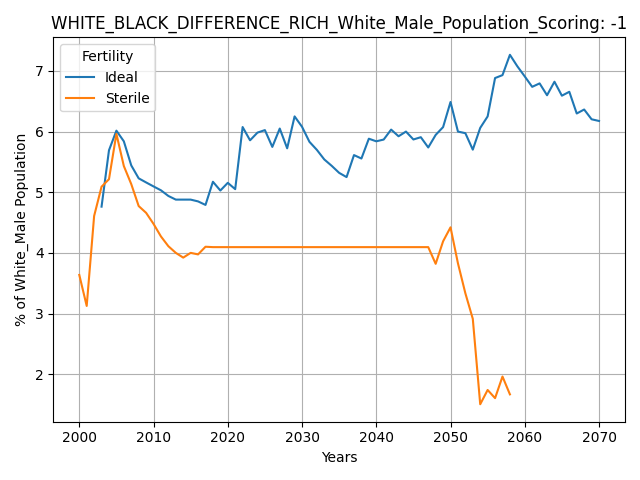 WHITE_BLACK_DIFFERENCE_RICH_White_Male_Population_Scoring: -1
Fertility
Ideal
Sterile
% of White_Male Population
7
6
5
4
3
2
2000 2010 2020 2030 2040 2050 2060 2070
Years